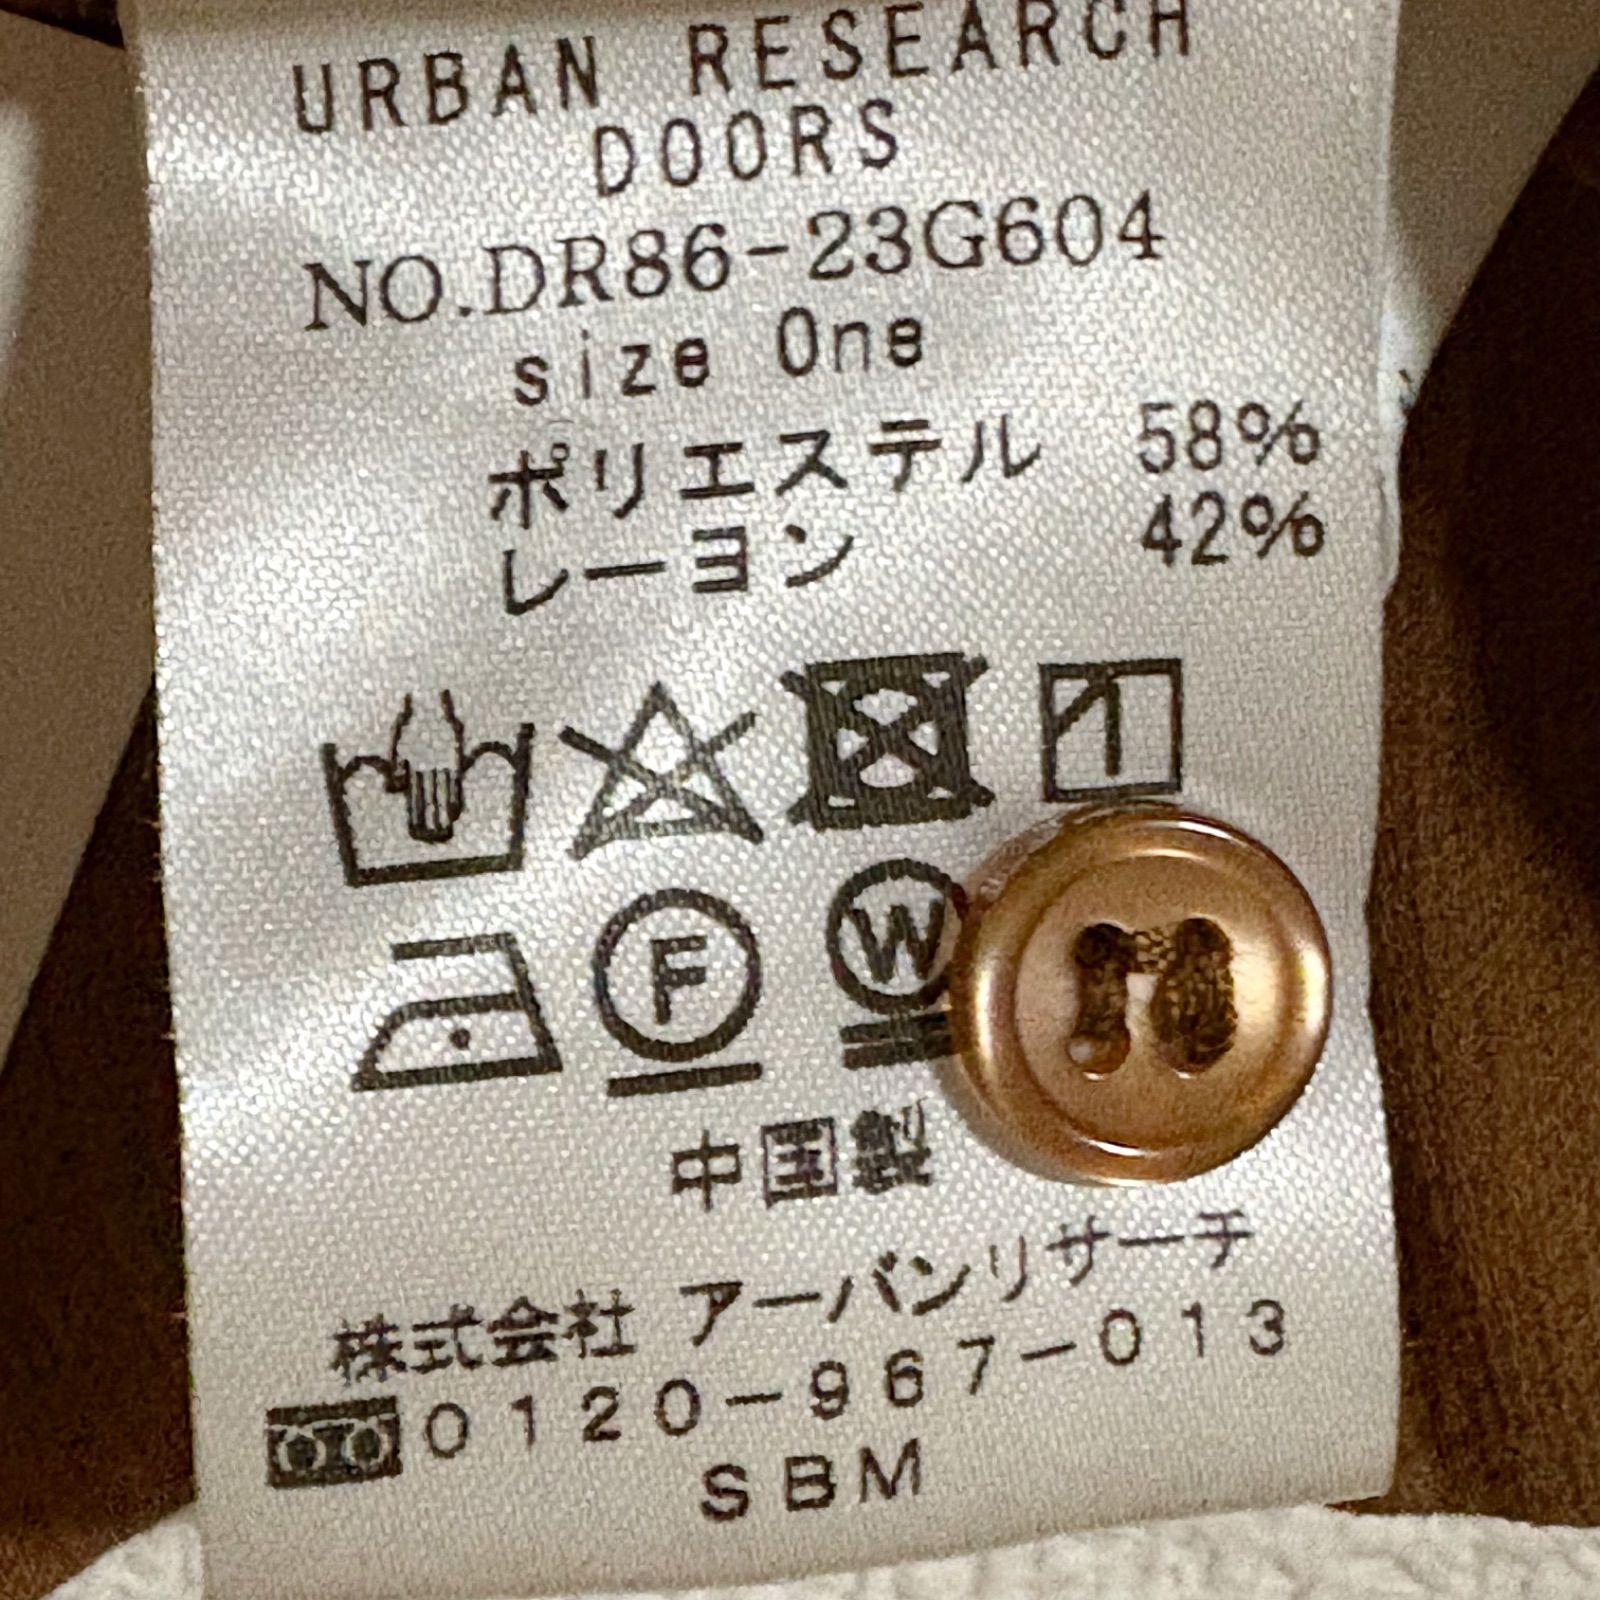 URBAN RESEARCH
DOORS
NO.DR86-23G604
size One
ポリエステル 58%
レーヨン 42%
F W
中国製
株式会社 アーバンリサーチ
0120-967-013
SBM